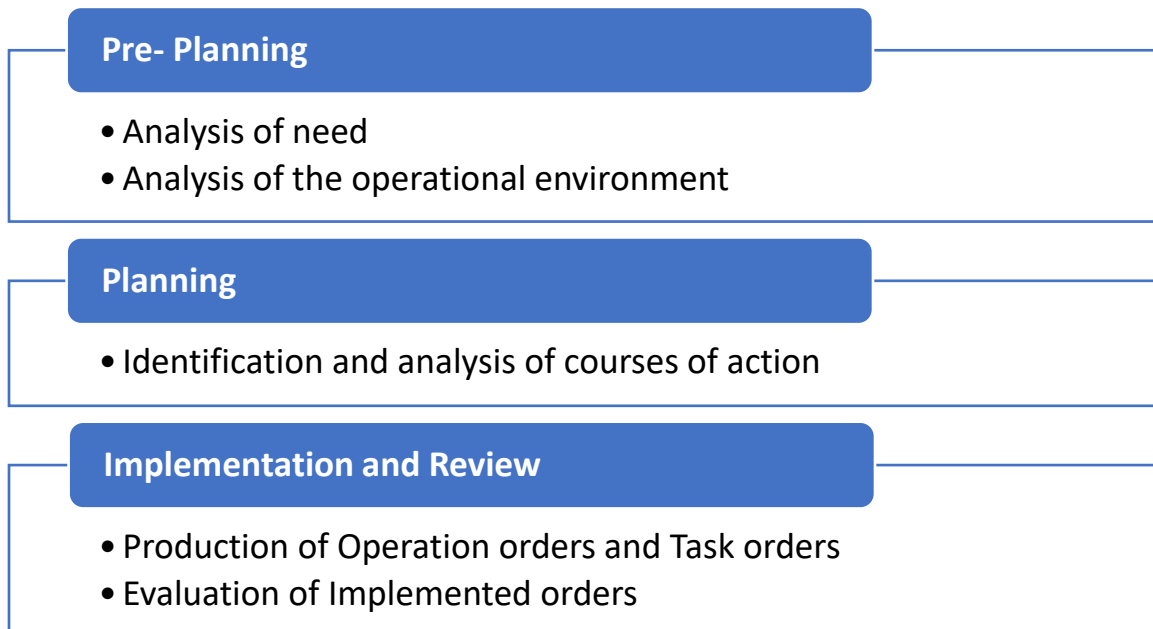 Pre- Planning
• Analysis of need
• Analysis of the operational environment
Planning
• Identification and analysis of courses of action
Implementation and Review
• Production of Operation orders and Task orders
• Evaluation of Implemented orders